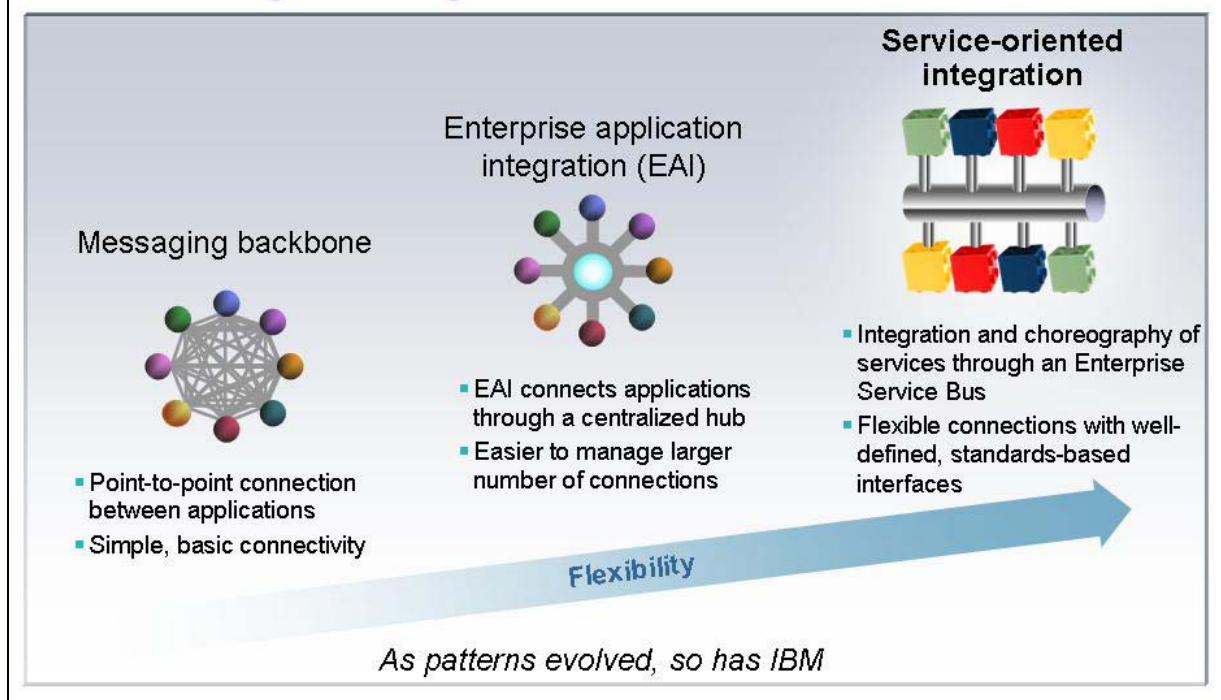 Service-oriented
integration
Enterprise application
integration (EAI)
Messaging backbone
▪ Point-to-point connection
between applications
▪ Simple, basic connectivity
▪ EAI connects applications
through a centralized hub
▪ Easier to manage larger
number of connections
▪ Integration and choreography of
services through an Enterprise
Service Bus
▪ Flexible connections with well-
defined, standards-based
interfaces
Flexibility
As patterns evolved, so has IBM